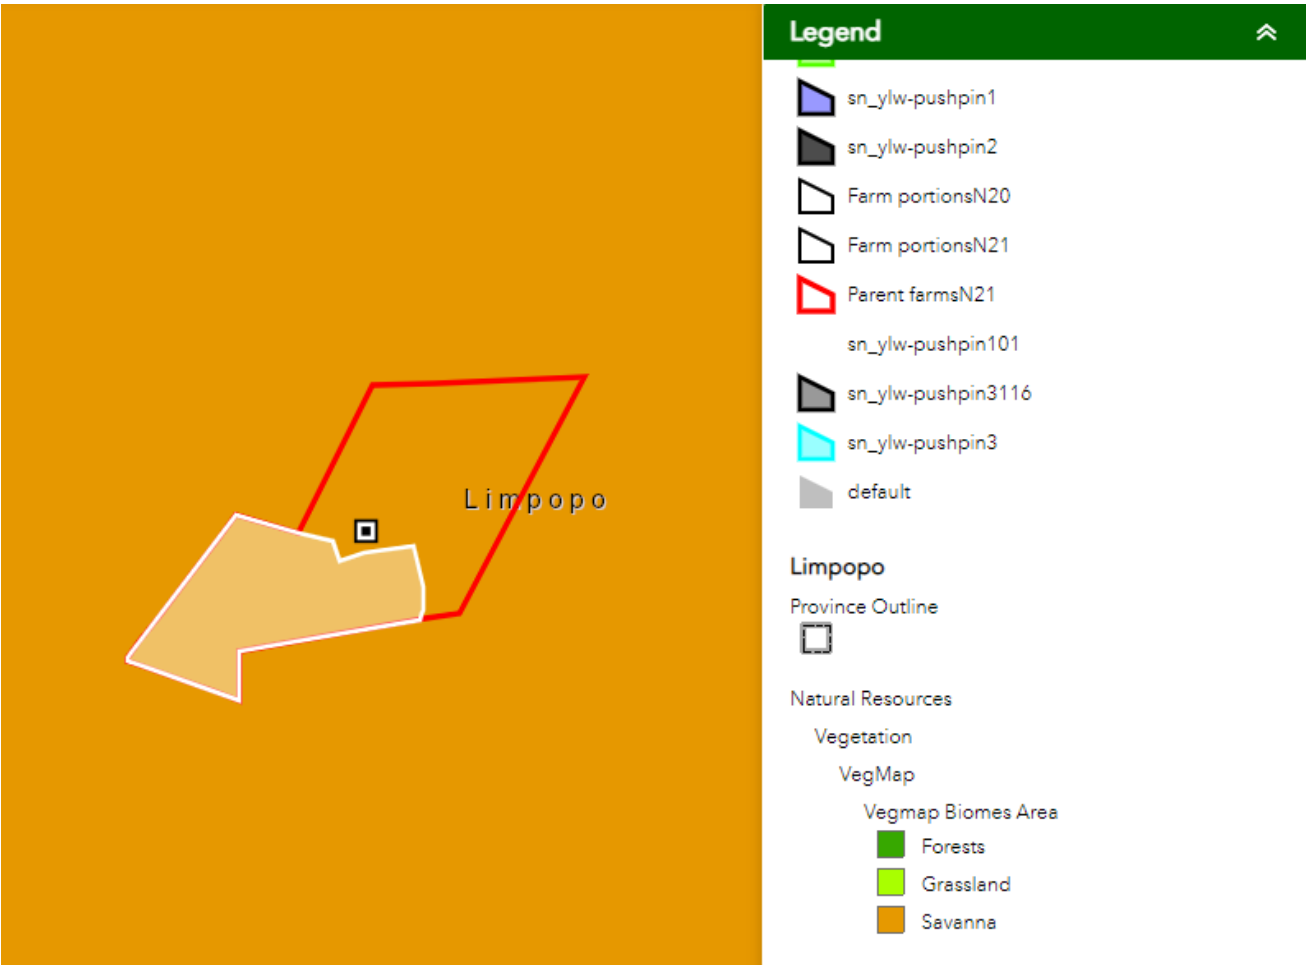 Limpopo
Legend
sn_ylw-pushpin1
sn_ylw-pushpin2
Farm portionsN20
Farm portionsN21
Parent farmsN21
sn_ylw-pushpin101
sn_ylw-pushpin3116
sn_ylw-pushpin3
default
Limpopo
Province Outline
Natural Resources
Vegetation
VegMap
Vegmap Biomes Area
Forests
Grassland
Savanna